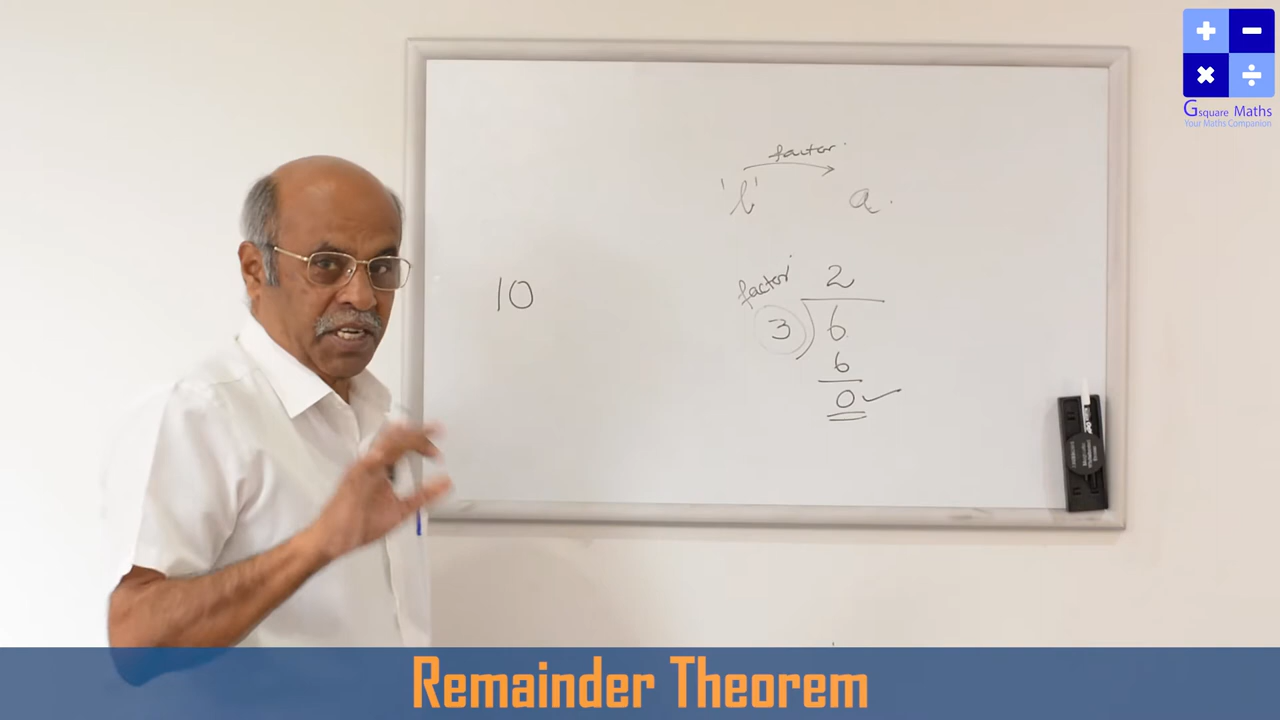 Gsquare Maths
Your Maths Companion
factor.
'b' a.
10
factor
2
3) 6
6
0 ✓
Remainder Theorem